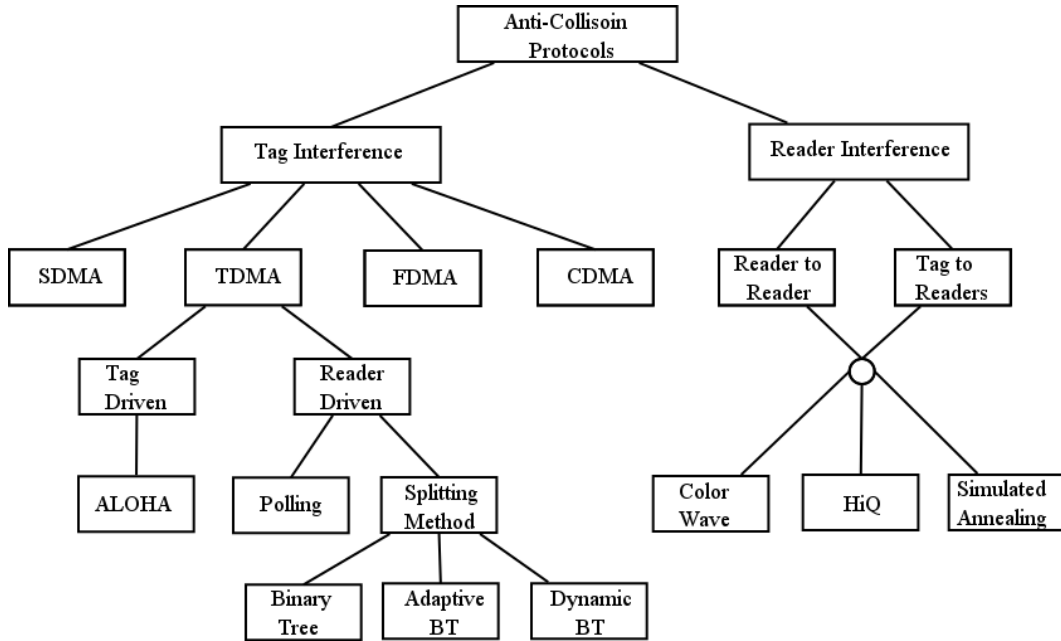 Anti-Collisoin
Protocols
Tag Interference
Reader Interference
SDMA
TDMA
FDMA
CDMA
Reader to
Reader
Tag to
Readers
Tag
Driven
Reader
Driven
ALOHA
Polling
Splitting
Method
Color
Wave
HiQ
Simulated
Annealing
Binary
Tree
Adaptive
BT
Dynamic
BT